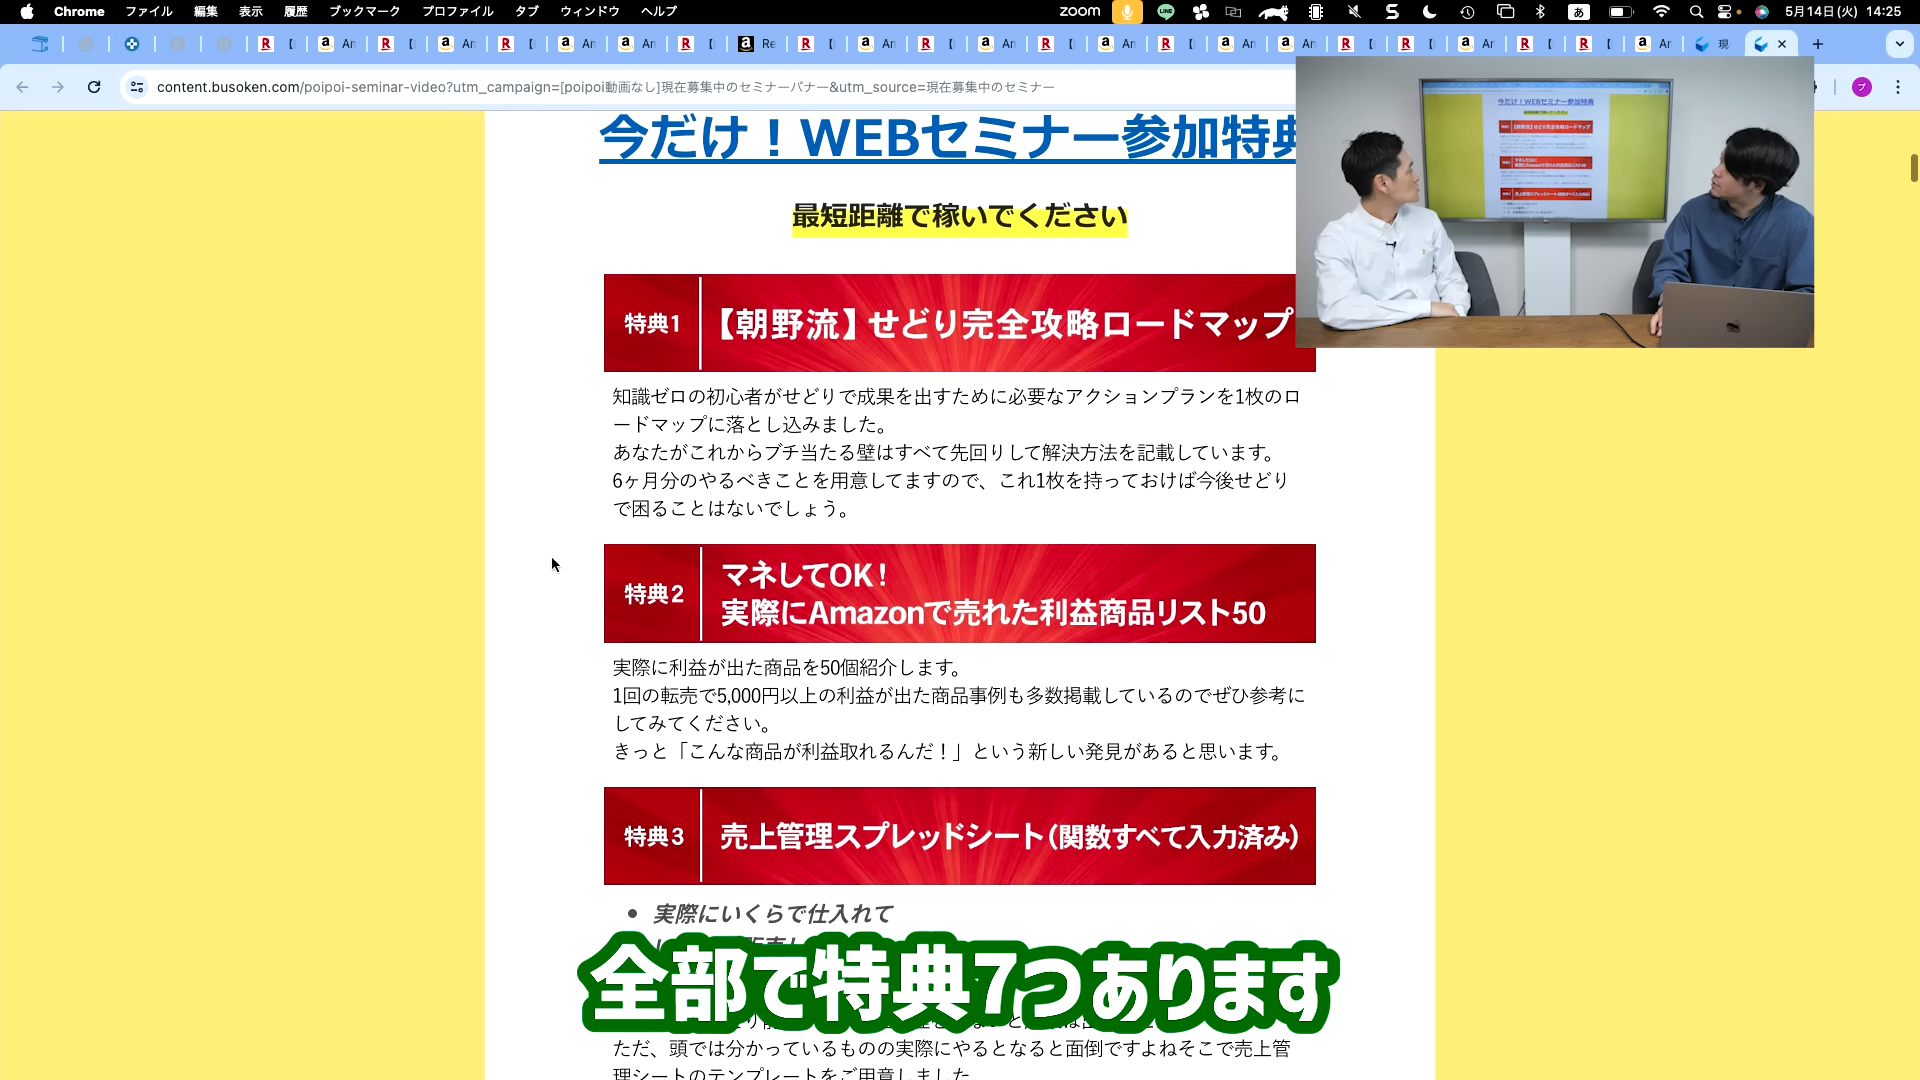 Chrome ファイル 編集 表示 履歴 ブックマーク プロファイル タブ ウィンドウ ヘルプ zoom LINE あ 5月14日(火) 14:25
content.busoken.com/poipoi-seminar-video?utm_campaign=[poipoi動画なし]現在募集中のセミナーバナー&utm_source=現在募集中のセミナー
今だけ！WEBセミナー参加特典
最短距離で稼いでください
特典1 【朝野流】せどり完全攻略ロードマップ
知識ゼロの初心者がせどりで成果を出すために必要なアクションプランを1枚のロ
ードマップに落とし込みました。
あなたがこれからブチ当たる壁はすべて先回りして解決方法を記載しています。
6ヶ月分のやるべきことを用意してますので、これ1枚を持っておけば今後せどり
で困ることはないでしょう。
特典2 マネしてOK！
実際にAmazonで売れた利益商品リスト50
実際に利益が出た商品を50個紹介します。
1回の転売で5,000円以上の利益が出た商品事例も多数掲載しているのでぜひ参考に
してみてください。
きっと「こんな商品が利益取れるんだ！」という新しい発見があると思います。
特典3 売上管理スプレッドシート（関数すべて入力済み）
• 実際にいくらで仕入れて
全部で特典7つあります
ただ、頭では分かっているものの実際にやるとなると面倒ですよねそこで売上管
理シートのテンプレートをご用意しました